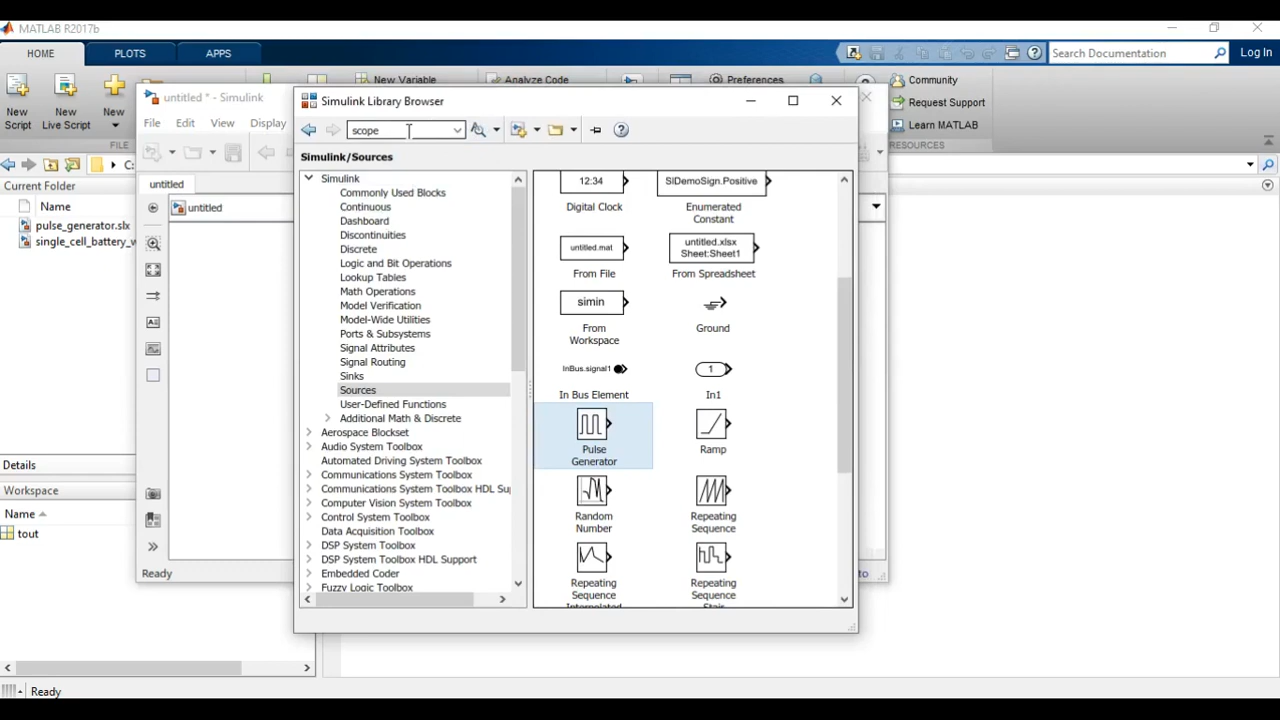 MATLAB R2017b
HOME
PLOTS
APPS
Search Documentation
Log In
New Variable
Analyze Code
Preferences
Community
Request Support
Learn MATLAB
New
Script
New
Live Script
New
FILE
RESOURCES
untitled * - Simulink
File
Edit
View
Display
untitled
untitled
Ready
C:
Current Folder
Name
pulse_generator.slx
single_cell_battery_w
Details
Workspace
Name
tout
Simulink Library Browser
scope
Simulink/Sources
Simulink
Commonly Used Blocks
Continuous
Dashboard
Discontinuities
Discrete
Logic and Bit Operations
Lookup Tables
Math Operations
Model Verification
Model-Wide Utilities
Ports & Subsystems
Signal Attributes
Signal Routing
Sinks
Sources
User-Defined Functions
Additional Math & Discrete
Aerospace Blockset
Audio System Toolbox
Automated Driving System Toolbox
Communications System Toolbox
Communications System Toolbox HDL Su
Computer Vision System Toolbox
Control System Toolbox
Data Acquisition Toolbox
DSP System Toolbox
DSP System Toolbox HDL Support
Embedded Coder
Fuzzy Logic Toolbox
12:34
Digital Clock
SlDemoSign.Positive
Enumerated
Constant
untitled.mat
From File
untitled.xlsx
Sheet:Sheet1
From Spreadsheet
simin
From
Workspace
Ground
InBus.signal1
In Bus Element
1
In1
Pulse
Generator
Ramp
Random
Number
Repeating
Sequence
Repeating
Sequence
Interpolated
Repeating
Sequence
Stair
to
Ready